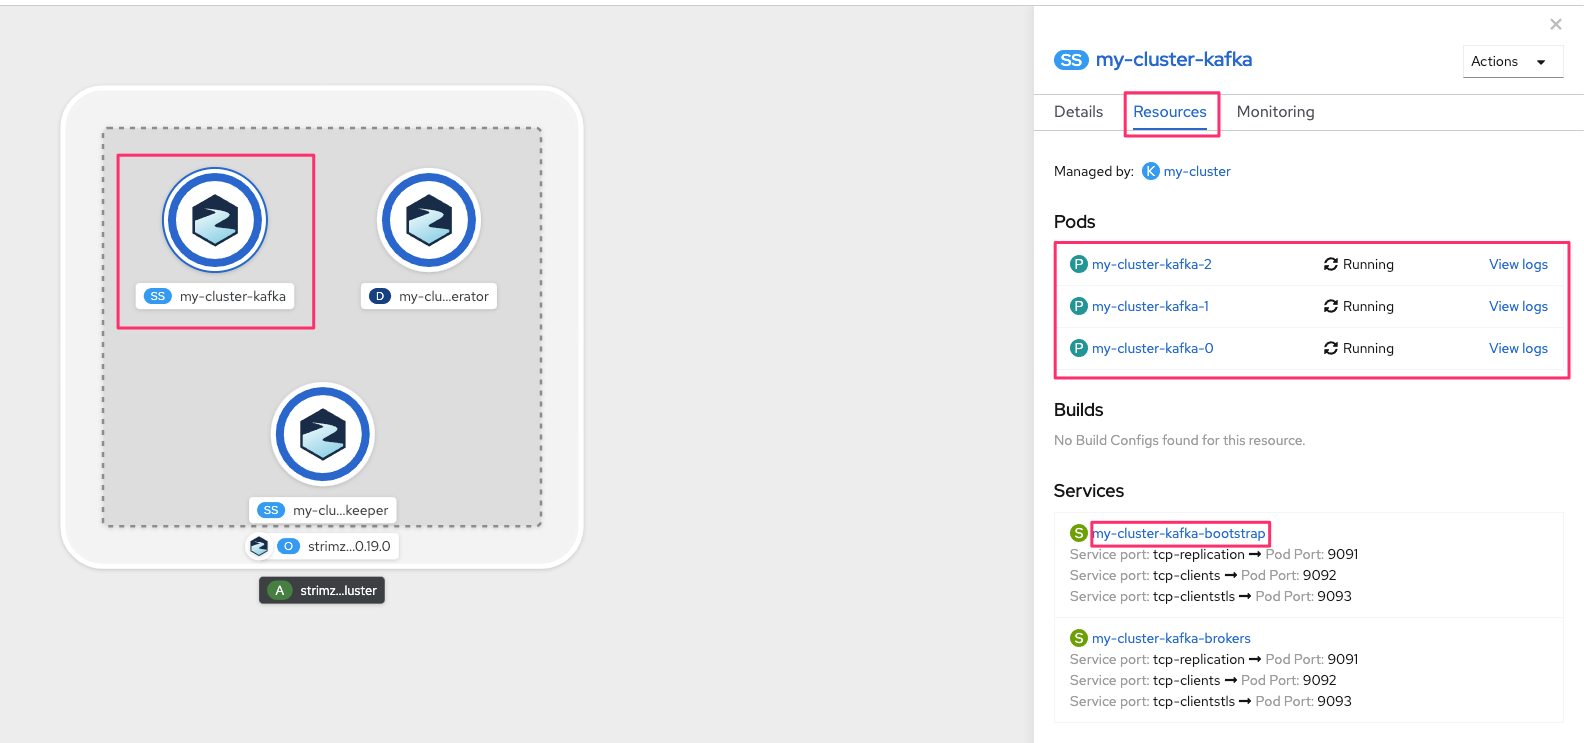 SS my-cluster-kafka
D my-clu...erator
SS my-clu...keeper
O strimz...0.19.0
A strimz...luster
SS my-cluster-kafka
Actions
Details Resources Monitoring
Managed by: K my-cluster
Pods
P my-cluster-kafka-2 Running View logs
P my-cluster-kafka-1 Running View logs
P my-cluster-kafka-0 Running View logs
Builds
No Build Configs found for this resource.
Services
S my-cluster-kafka-bootstrap
Service port: tcp-replication → Pod Port: 9091
Service port: tcp-clients → Pod Port: 9092
Service port: tcp-clientstls → Pod Port: 9093
S my-cluster-kafka-brokers
Service port: tcp-replication → Pod Port: 9091
Service port: tcp-clients → Pod Port: 9092
Service port: tcp-clientstls → Pod Port: 9093